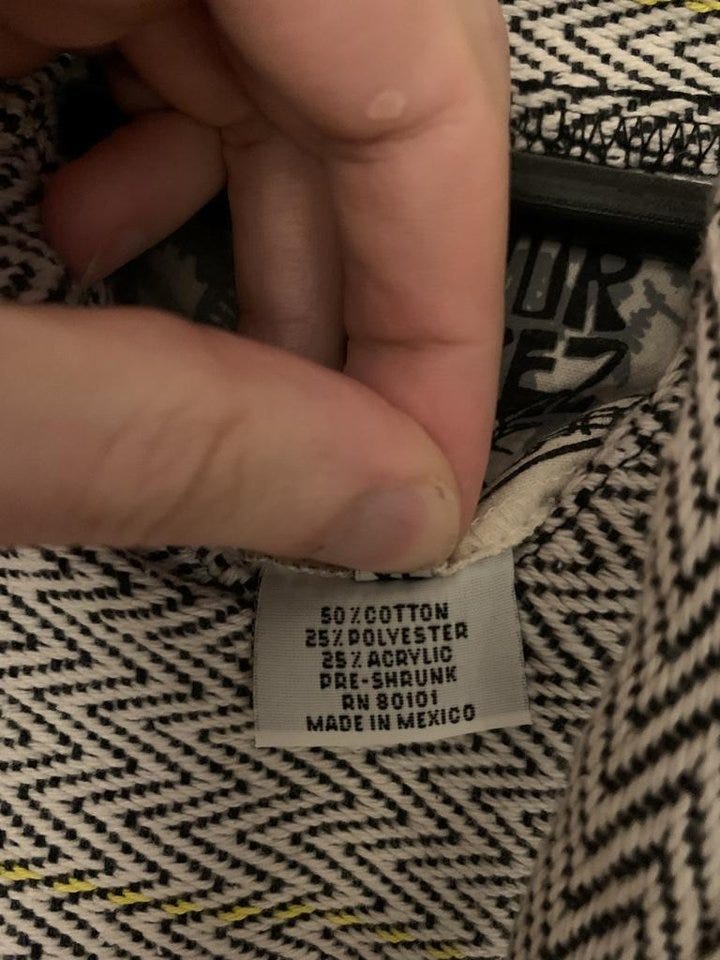 50% COTTON
25% POLYESTER
25% ACRYLIC
PRE-SHRUNK
RN 80101
MADE IN MEXICO